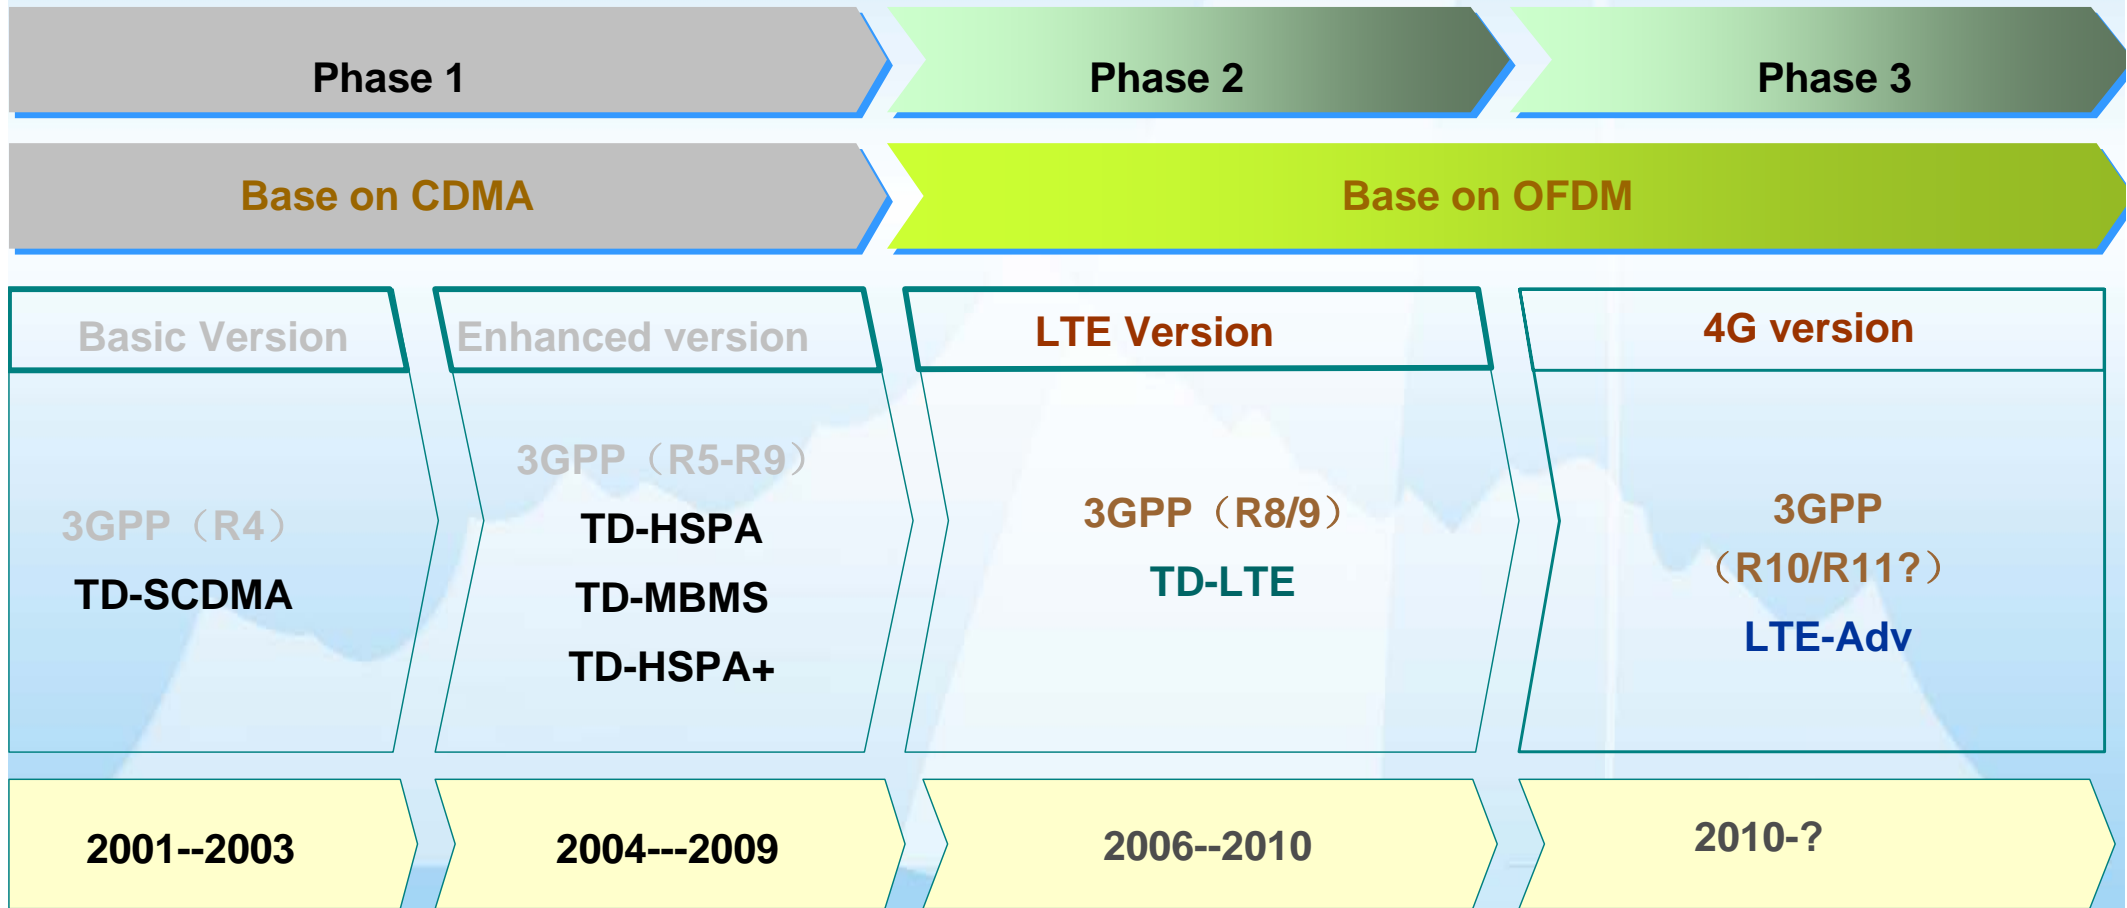 Phase 1
Phase 2
Phase 3
Base on CDMA
Base on OFDM
Basic Version
Enhanced version
LTE Version
4G version
3GPP（R4）
TD-SCDMA
3GPP（R5-R9）
TD-HSPA
TD-MBMS
TD-HSPA+
3GPP（R8/9）
TD-LTE
3GPP
（R10/R11?）
LTE-Adv
2001--2003
2004---2009
2006--2010
2010-?